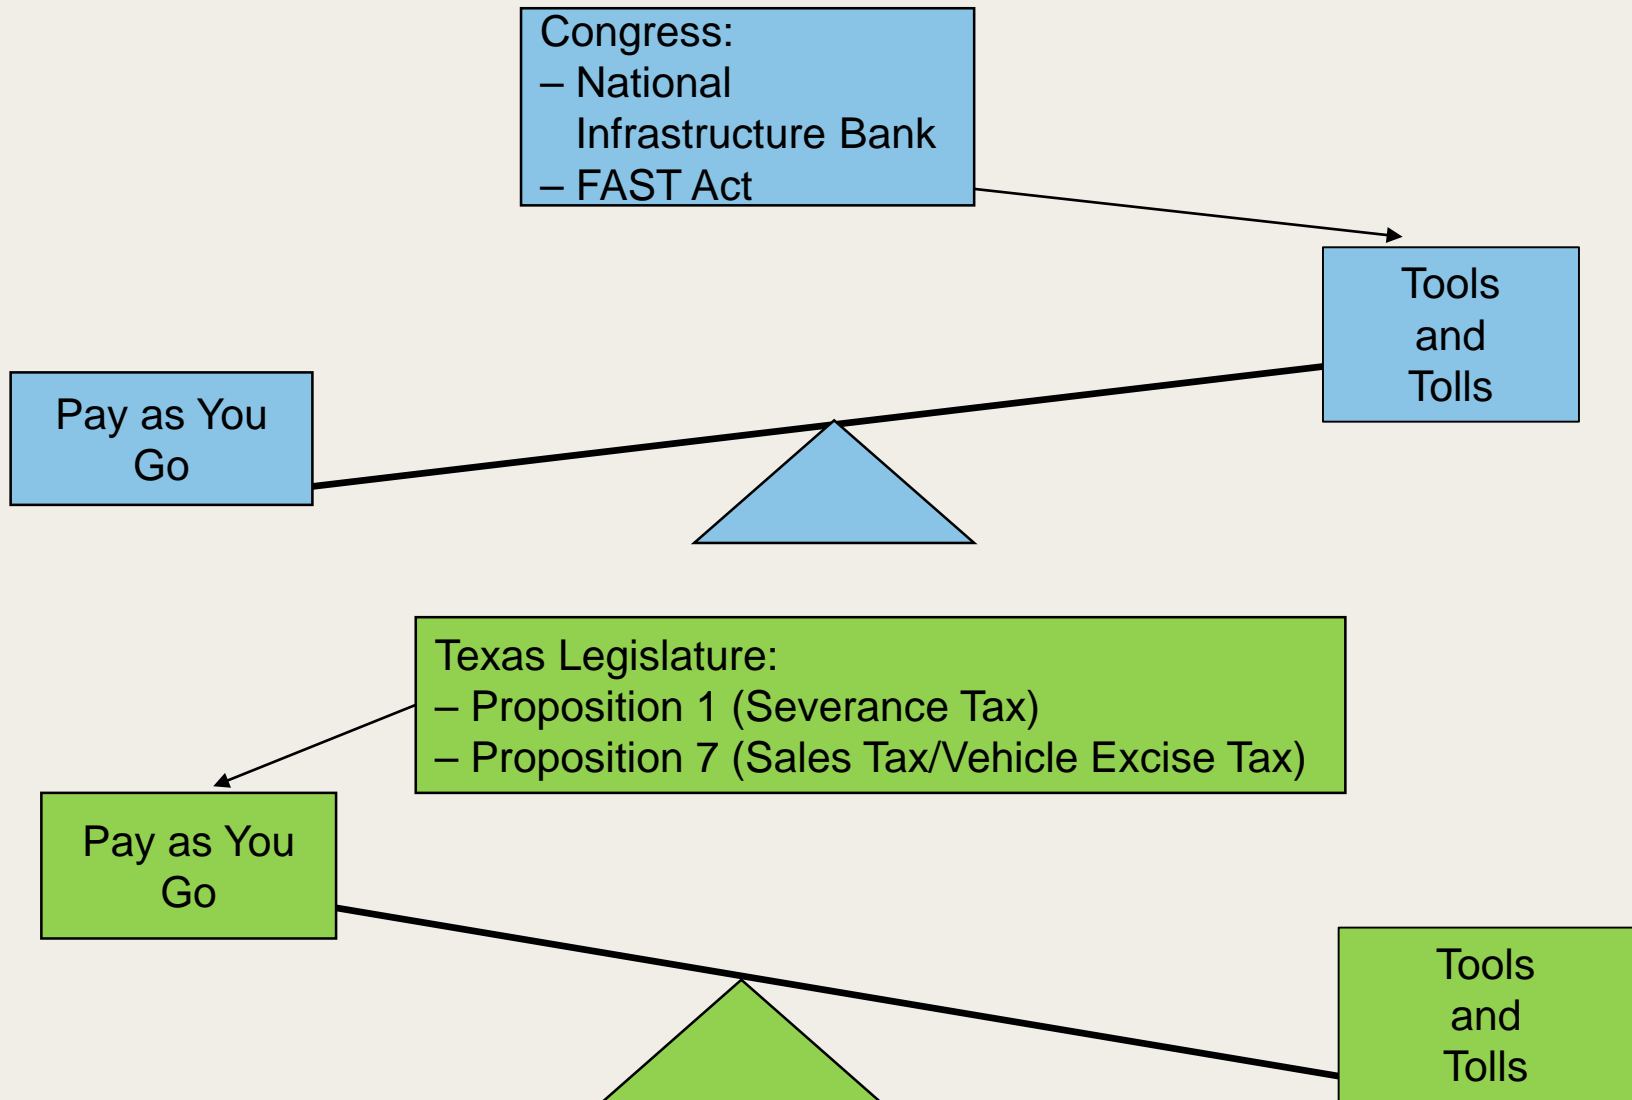 Congress:
– National
Infrastructure Bank
– FAST Act
Tools
and
Tolls
Pay as You
Go
Texas Legislature:
– Proposition 1 (Severance Tax)
– Proposition 7 (Sales Tax/Vehicle Excise Tax)
Pay as You
Go
Tools
and
Tolls